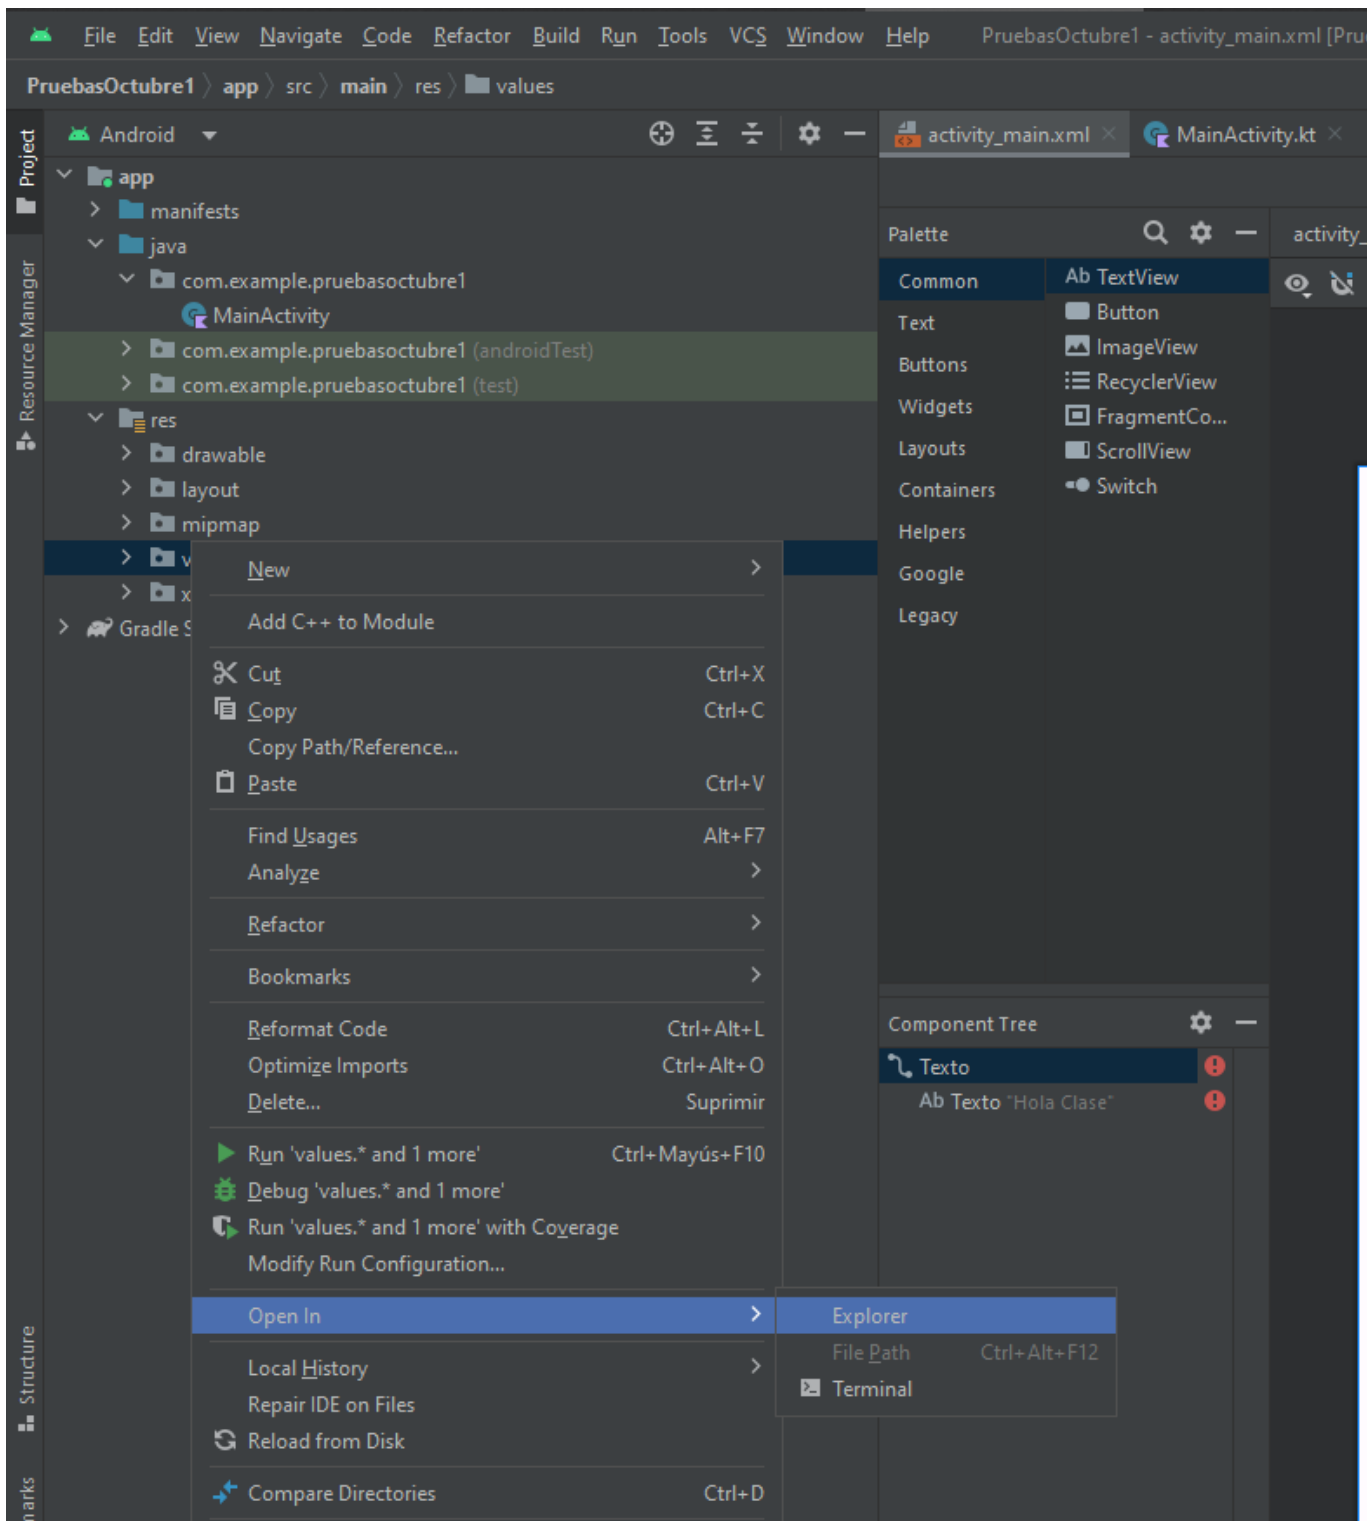 File Edit View Navigate Code Refactor Build Run Tools VCS Window Help PruebasOctubre1 - activity_main.xml [Pru
PruebasOctubre1 app src main res values
Project
Resource Manager
Structure
Android
activity_main.xml
MainActivity.kt
app
manifests
java
com.example.pruebasoctubre1
MainActivity
com.example.pruebasoctubre1 (androidTest)
com.example.pruebasoctubre1 (test)
res
drawable
layout
mipmap
v
x
Gradle S
New
Add C++ to Module
Cut Ctrl+X
Copy Ctrl+C
Copy Path/Reference...
Paste Ctrl+V
Find Usages Alt+F7
Analyze
Refactor
Bookmarks
Reformat Code Ctrl+Alt+L
Optimize Imports Ctrl+Alt+O
Delete... Suprimir
Run 'values.* and 1 more' Ctrl+Mayús+F10
Debug 'values.* and 1 more'
Run 'values.* and 1 more' with Coverage
Modify Run Configuration...
Open In
Local History
Repair IDE on Files
Reload from Disk
Compare Directories Ctrl+D
Explorer
File Path Ctrl+Alt+F12
Terminal
Palette
Common
Text
Buttons
Widgets
Layouts
Containers
Helpers
Google
Legacy
Ab TextView
Button
ImageView
RecyclerView
FragmentCo...
ScrollView
Switch
activity_
Component Tree
Texto
Ab Texto "Hola Clase"